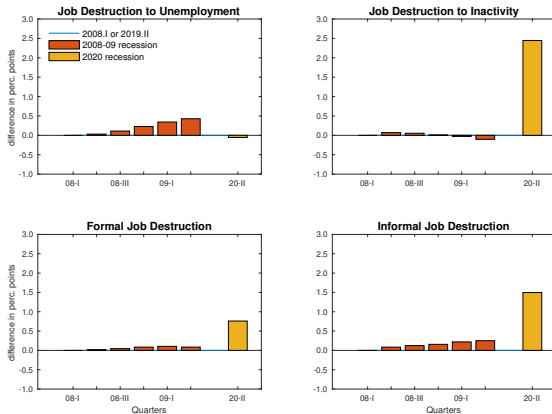 Job Destruction to Unemployment
Job Destruction to Inactivity
3.0
2.5
2.0
1.5
1.0
0.5
0.0
-0.5
-1.0
difference in perc. points
2008.I or 2019.II
2008-09 recession
2020 recession
08-I
08-III
09-I
20-II
3.0
2.5
2.0
1.5
1.0
0.5
0.0
-0.5
-1.0
08-I
08-III
09-I
20-II
Formal Job Destruction
Informal Job Destruction
3.0
2.5
2.0
1.5
1.0
0.5
0.0
-0.5
-1.0
difference in perc. points
08-I
08-III
09-I
20-II
Quarters
3.0
2.5
2.0
1.5
1.0
0.5
0.0
-0.5
-1.0
08-I
08-III
09-I
20-II
Quarters